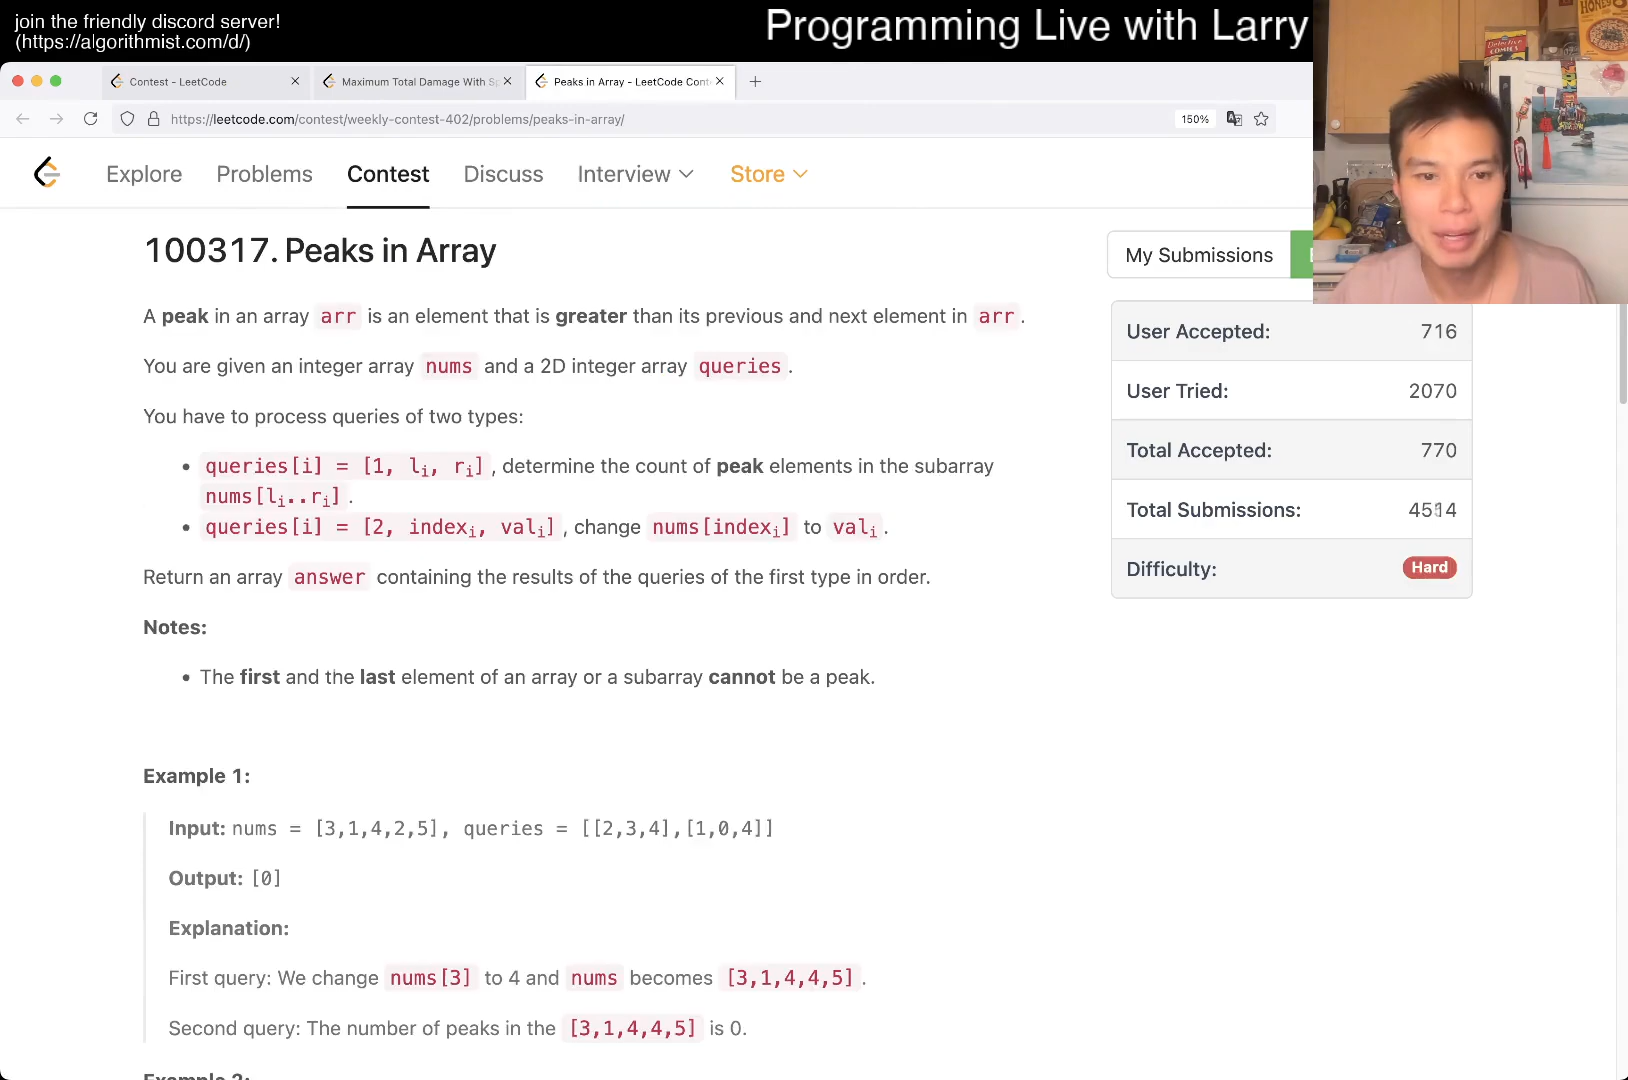 join the friendly discord server!
(https://algorithmist.com/d/)
Programming Live with Larry
Contest - LeetCode
Maximum Total Damage With Sp
Peaks in Array - LeetCode Cont
https://leetcode.com/contest/weekly-contest-402/problems/peaks-in-array/
150%
Explore Problems Contest Discuss Interview Store
100317. Peaks in Array
My Submissions
A peak in an array arr is an element that is greater than its previous and next element in arr.
You are given an integer array nums and a 2D integer array queries.
You have to process queries of two types:
• queries[i] = [1, li, ri], determine the count of peak elements in the subarray
nums[li..ri].
• queries[i] = [2, indexi, vali], change nums[indexi] to vali.
Return an array answer containing the results of the queries of the first type in order.
Notes:
• The first and the last element of an array or a subarray cannot be a peak.
Example 1:
Input: nums = [3,1,4,2,5], queries = [[2,3,4],[1,0,4]]
Output: [0]
Explanation:
First query: We change nums[3] to 4 and nums becomes [3,1,4,4,5].
Second query: The number of peaks in the [3,1,4,4,5] is 0.
User Accepted: 716
User Tried: 2070
Total Accepted: 770
Total Submissions: 4514
Difficulty: Hard
Detective
COMICS
HONEY